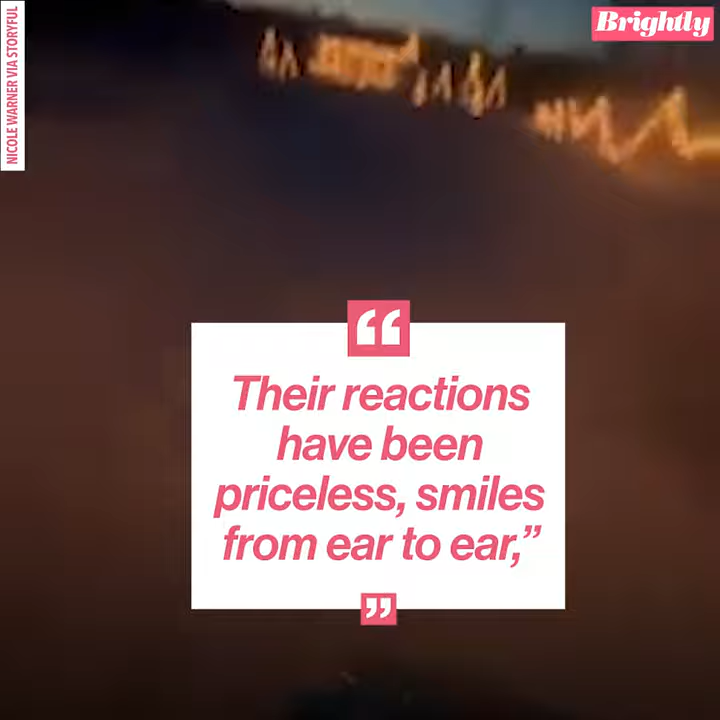 NICOLE WARNER VIA STORYFUL
Brightly
“
Their reactions
have been
priceless, smiles
from ear to ear,”
”